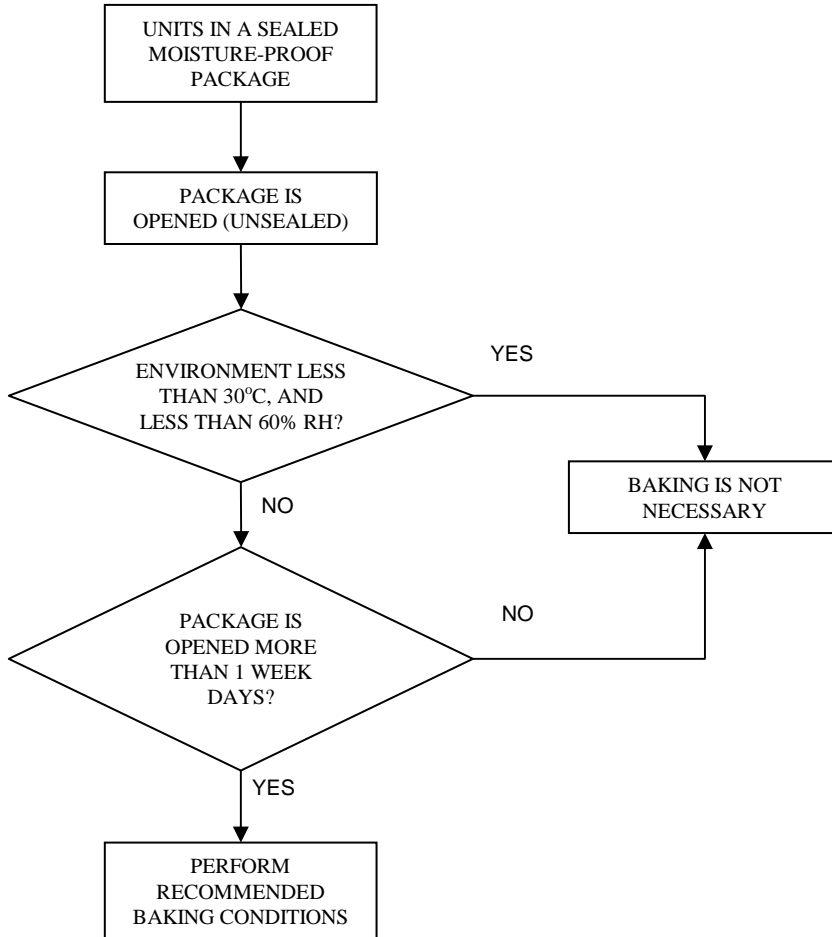 UNITS IN A SEALED
MOISTURE-PROOF
PACKAGE
PACKAGE IS
OPENED (UNSEALED)
ENVIRONMENT LESS
THAN 30°C, AND
LESS THAN 60% RH?
YES
BAKING IS NOT
NECESSARY
NO
PACKAGE IS
OPENED MORE
THAN 1 WEEK
DAYS?
NO
YES
PERFORM
RECOMMENDED
BAKING CONDITIONS